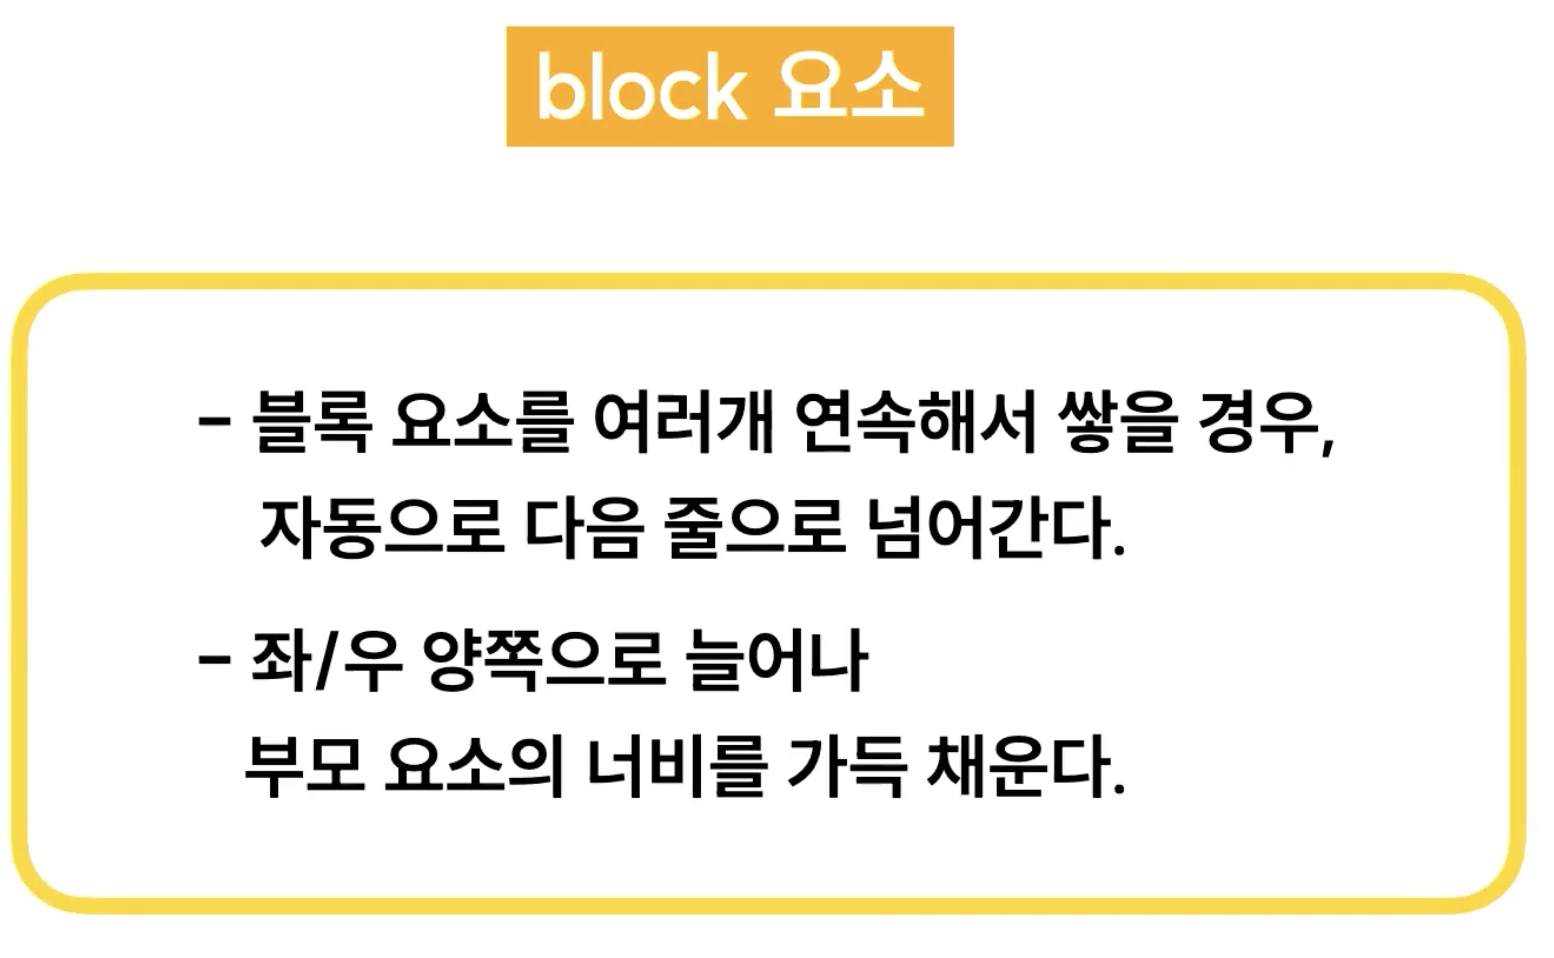 block 요소
- 블록 요소를 여러개 연속해서 쌓을 경우,
자동으로 다음 줄으로 넘어간다.
- 좌/우 양쪽으로 늘어나
부모 요소의 너비를 가득 채운다.